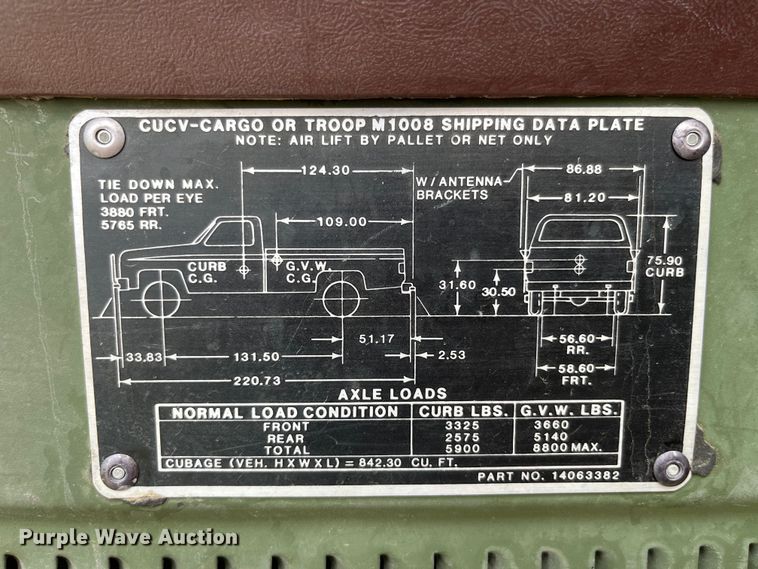 CUCV-CARGO OR TROOP M1008 SHIPPING DATA PLATE
NOTE: AIR LIFT BY PALLET OR NET ONLY
124.30
86.88
TIE DOWN MAX.
LOAD PER EYE
3880 FRT.
5765 RR.
W/ANTENNA
BRACKETS
81.20
109.00
CURB
C.G.
G.V.W.
C.G.
31.60
30.50
75.90
CURB
33.83
131.50
51.17
2.53
56.60
RR.
58.60
FRT.
220.73
AXLE LOADS
NORMAL LOAD CONDITION CURB LBS. G.V.W. LBS.
FRONT 3325 3660
REAR 2575 5140
TOTAL 5900 8800 MAX.
CUBAGE (VEH. HXWXL) = 842.30 CU. FT.
PART NO. 14063382
Purple Wave Auction